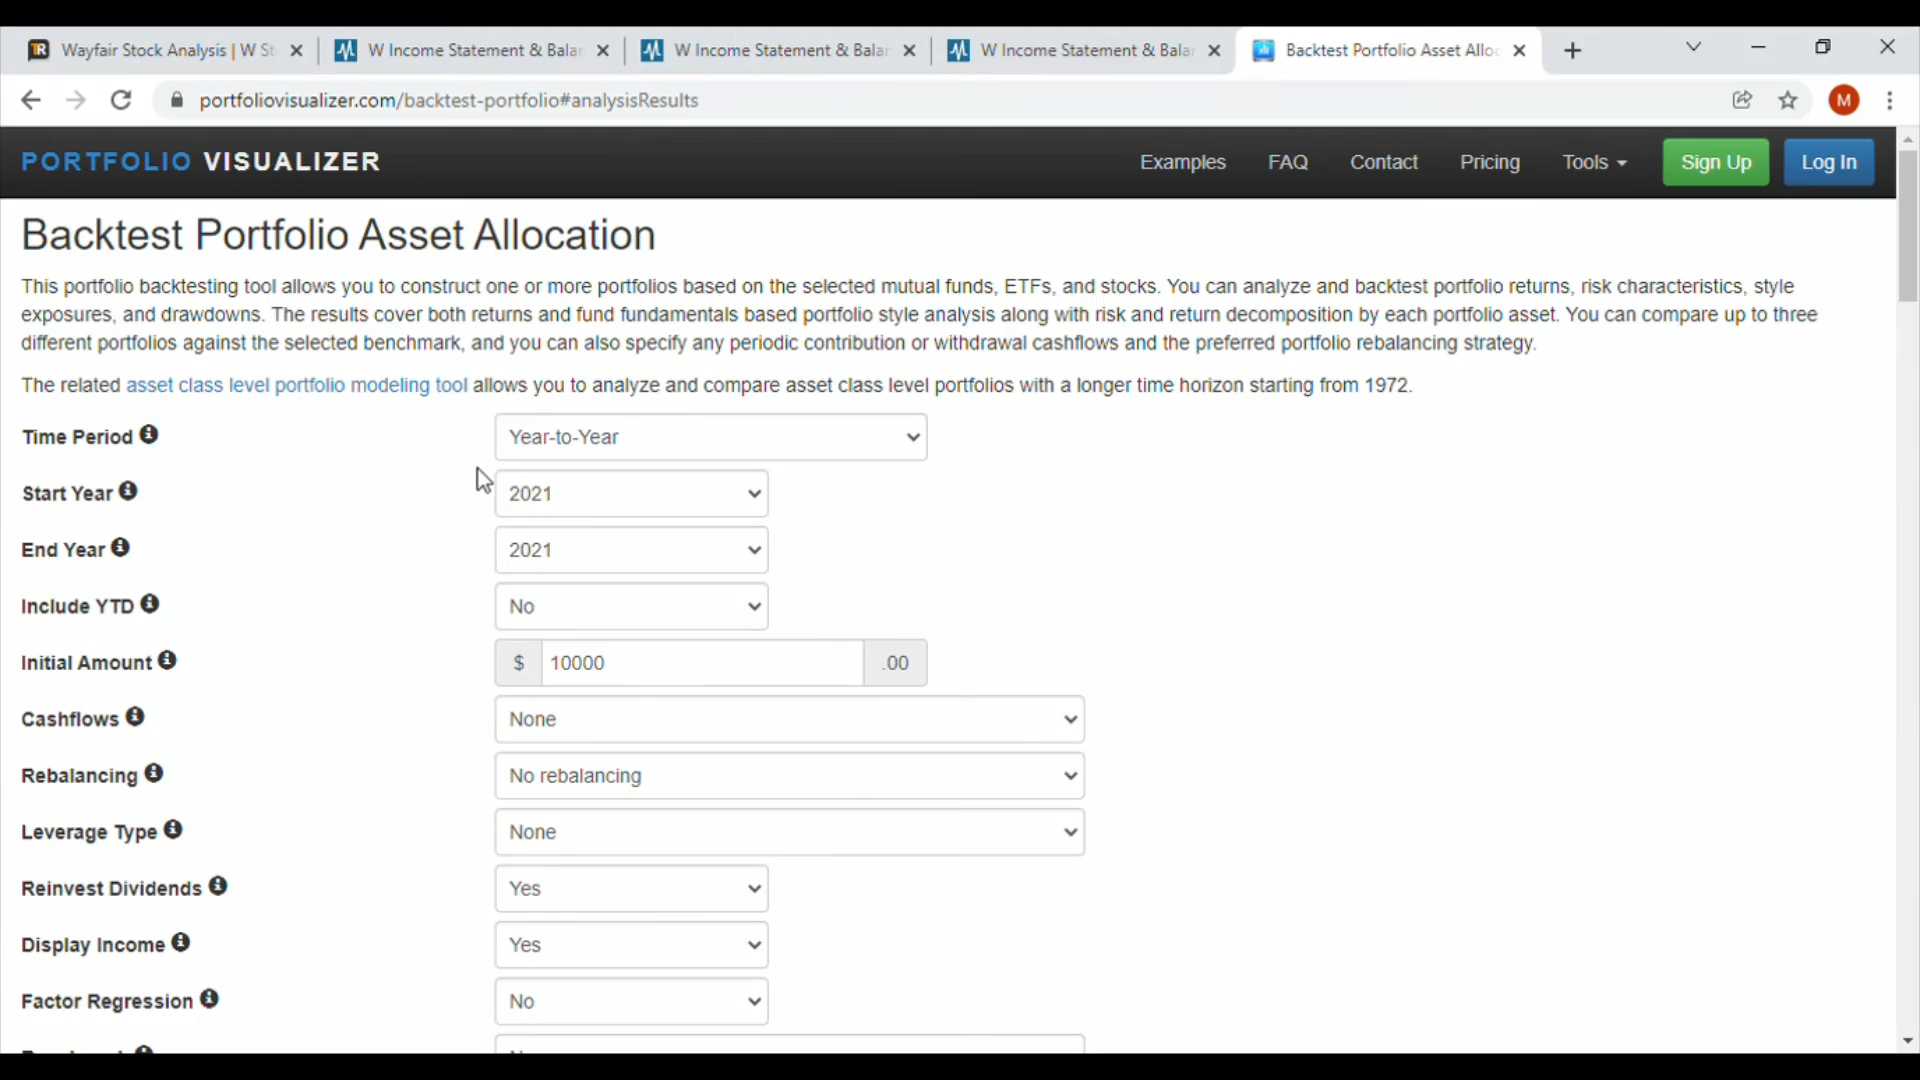 Wayfair Stock Analysis | W St
W Income Statement & Balan
W Income Statement & Balan
W Income Statement & Balan
Backtest Portfolio Asset Alloc
portfoliovisualizer.com/backtest-portfolio#analysisResults
M
PORTFOLIO VISUALIZER
Examples
FAQ
Contact
Pricing
Tools
Sign Up
Log In
Backtest Portfolio Asset Allocation
This portfolio backtesting tool allows you to construct one or more portfolios based on the selected mutual funds, ETFs, and stocks. You can analyze and backtest portfolio returns, risk characteristics, style
exposures, and drawdowns. The results cover both returns and fund fundamentals based portfolio style analysis along with risk and return decomposition by each portfolio asset. You can compare up to three
different portfolios against the selected benchmark, and you can also specify any periodic contribution or withdrawal cashflows and the preferred portfolio rebalancing strategy.
The related asset class level portfolio modeling tool allows you to analyze and compare asset class level portfolios with a longer time horizon starting from 1972.
Time Period Year-to-Year
Start Year 2021
End Year 2021
Include YTD No
Initial Amount $ 10000 .00
Cashflows None
Rebalancing No rebalancing
Leverage Type None
Reinvest Dividends Yes
Display Income Yes
Factor Regression No